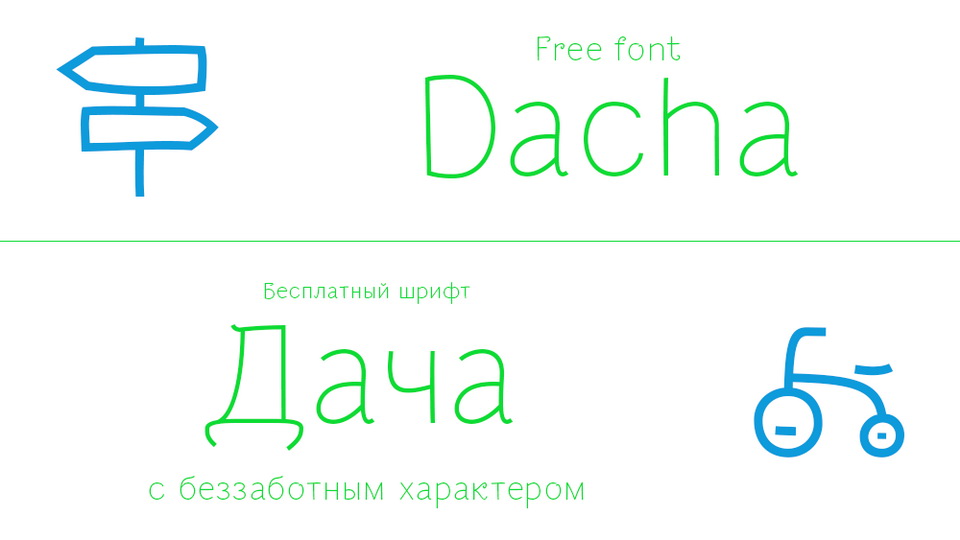 Free font
Dacha
Бесплатный шрифт
Дача
с беззаботным характером